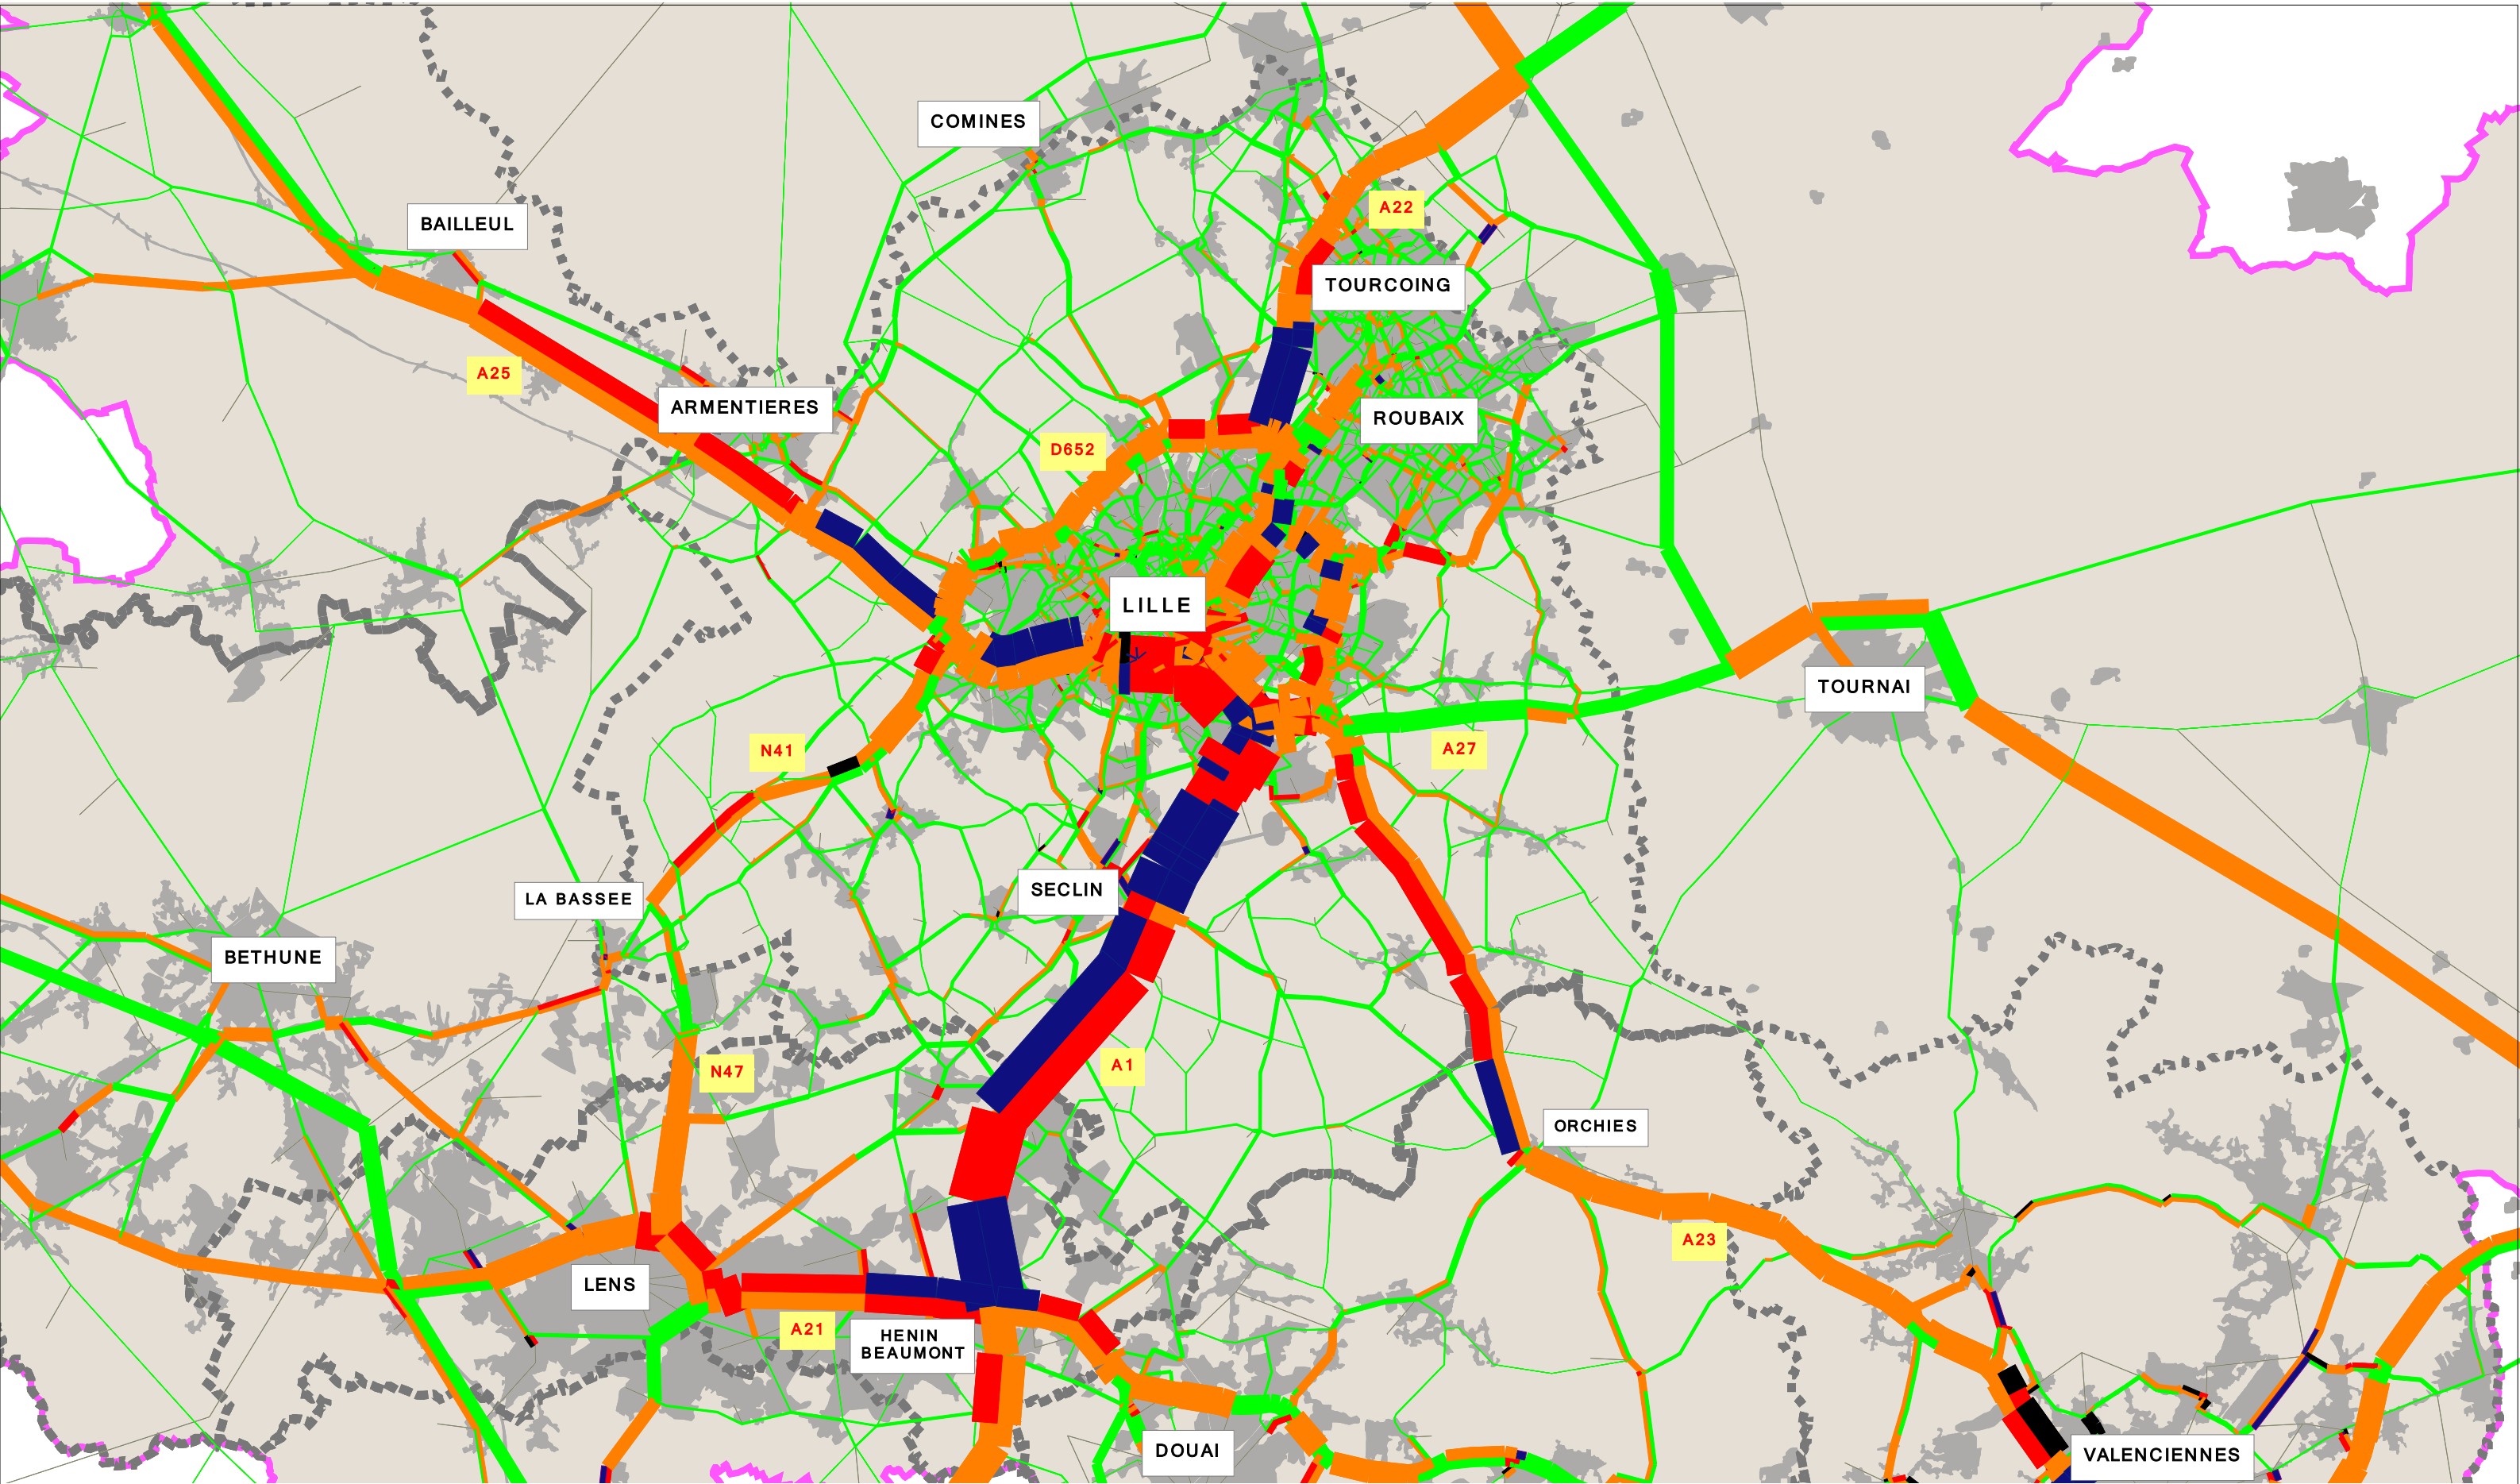 COMINES
A22
BAILLEUL
TOURCOING
A25
ARMENTIERES
ROUBAIX
D652
LILLE
TOURNAI
N41
A27
SECLIN
LA BASSEE
BETHUNE
N47
A1
ORCHIES
A23
LENS
A21
HENIN
BEAUMONT
DOUAI
VALENCIENNES